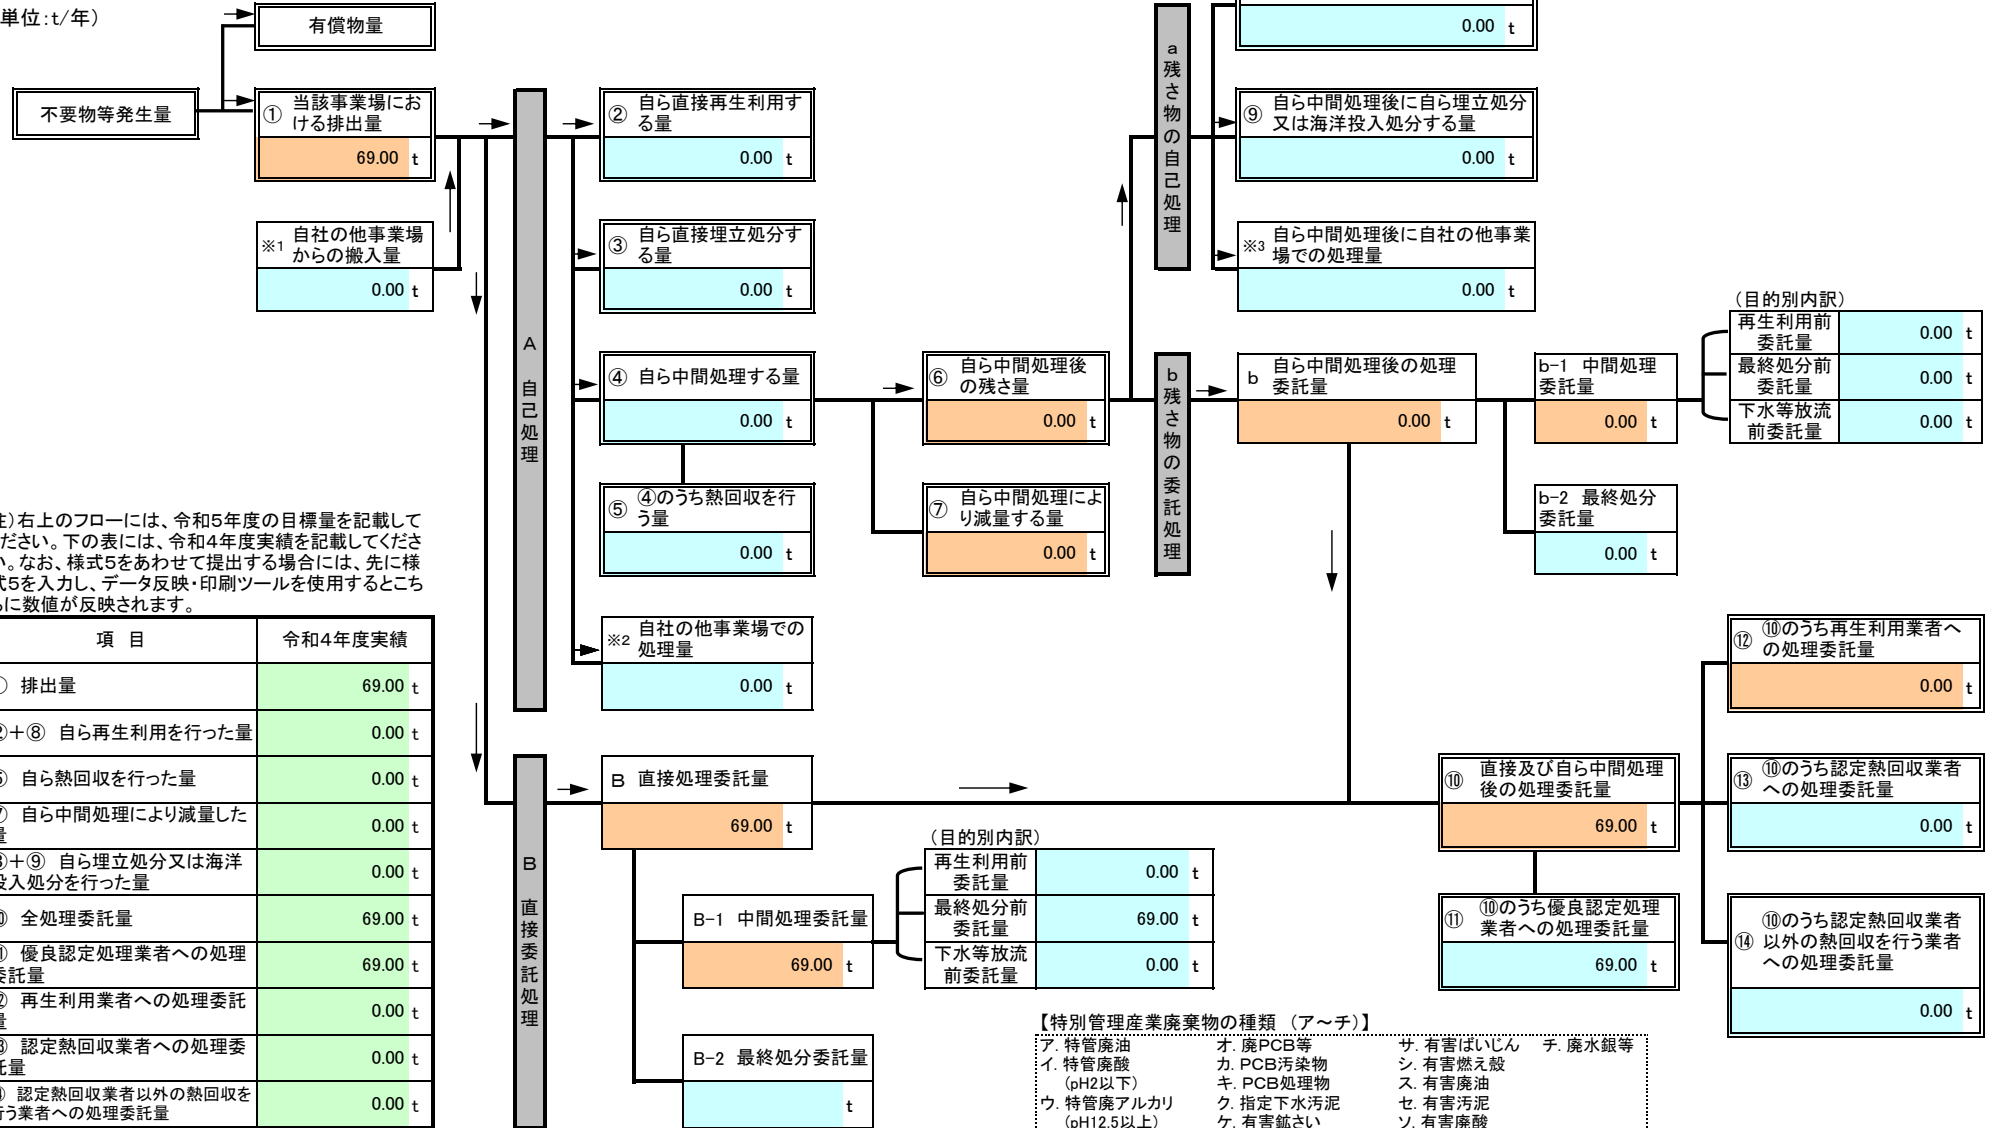 単位:t/年)
有償物量
不要物等発生量
① 当該事業場にお
ける排出量
69.00 t
※1 自社の他事業場
からの搬入量
0.00 t
A 自己処理
② 自ら直接再生利用す
る量
0.00 t
③ 自ら直接埋立処分す
る量
0.00 t
④ 自ら中間処理する量
0.00 t
⑤ ④のうち熱回収を行
う量
0.00 t
※2 自社の他事業場での
処理量
0.00 t
⑥ 自ら中間処理後
の残さ量
0.00 t
⑦ 自ら中間処理によ
り減量する量
0.00 t
a 残さ物の自己処理
0.00 t
⑨ 自ら中間処理後に自ら埋立処分
又は海洋投入処分する量
0.00 t
※3 自ら中間処理後に自社の他事業
場での処理量
0.00 t
b 残さ物の委託処理
b 自ら中間処理後の処理
委託量
0.00 t
b-1 中間処理
委託量
0.00 t
(目的別内訳)
再生利用前
委託量 0.00 t
最終処分前
委託量 0.00 t
下水等放流
前委託量 0.00 t
b-2 最終処分
委託量
0.00 t
注)右上のフローには、令和5年度の目標量を記載して
ください。下の表には、令和4年度実績を記載してくださ
い。なお、様式5をあわせて提出する場合には、先に様
式5を入力し、データ反映・印刷ツールを使用するとこち
らに数値が反映されます。
項 目 令和4年度実績
① 排出量 69.00 t
②+⑧ 自ら再生利用を行った量 0.00 t
⑤ 自ら熱回収を行った量 0.00 t
⑦ 自ら中間処理により減量した
量 0.00 t
③+⑨ 自ら埋立処分又は海洋
投入処分を行った量 0.00 t
⑩ 全処理委託量 69.00 t
⑪ 優良認定処理業者への処理
委託量 69.00 t
⑫ 再生利用業者への処理委託
量 0.00 t
⑬ 認定熱回収業者への処理委
託量 0.00 t
⑭ 認定熱回収業者以外の熱回収を
行う業者への処理委託量 0.00 t
B 直接委託処理
B 直接処理委託量
69.00 t
B-1 中間処理委託量
69.00 t
(目的別内訳)
再生利用前
委託量 0.00 t
最終処分前
委託量 69.00 t
下水等放流
前委託量 0.00 t
B-2 最終処分委託量
t
⑩ 直接及び自ら中間処理
後の処理委託量
69.00 t
⑪ ⑩のうち優良認定処理
業者への処理委託量
69.00 t
⑫ ⑩のうち再生利用業者へ
の処理委託量
0.00 t
⑬ ⑩のうち認定熱回収業者
への処理委託量
0.00 t
⑭ ⑩のうち認定熱回収業者
以外の熱回収を行う業者
への処理委託量
0.00 t
【特別管理産業廃棄物の種類 (ア~チ)】
ア. 特管廃油 オ. 廃PCB等 サ. 有害ばいじん チ. 廃水銀等
イ. 特管廃酸 カ. PCB汚染物 シ. 有害燃え殻
(pH2以下) キ. PCB処理物 ス. 有害廃油
ウ. 特管廃アルカリ ク. 指定下水汚泥 セ. 有害汚泥
(pH12.5以上) ケ. 有害鉱さい ソ. 有害廃酸